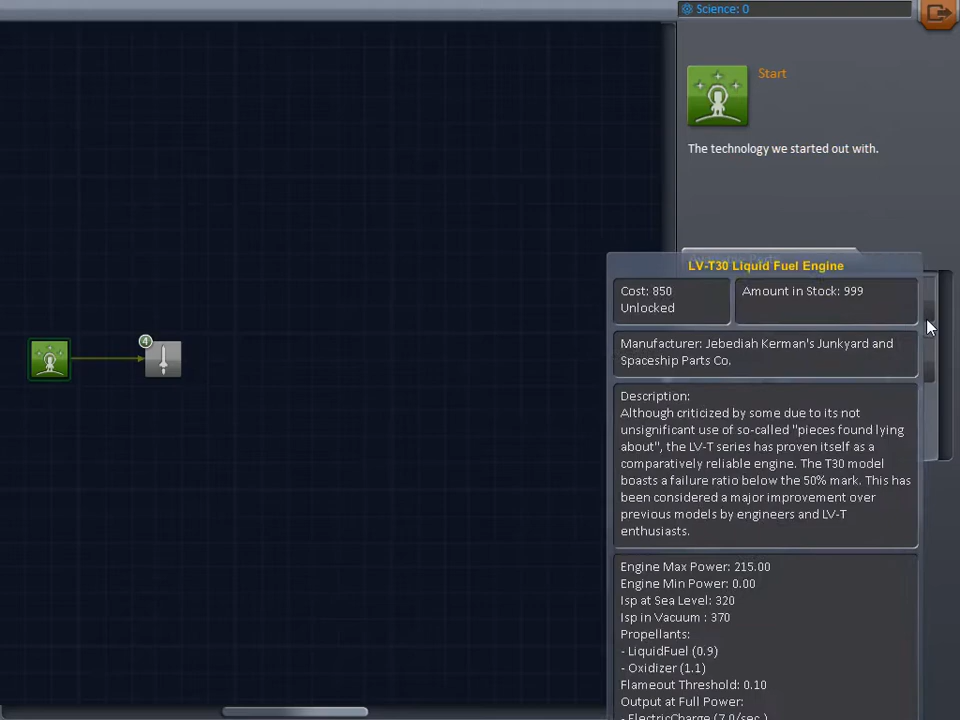 Science: 0
Start
The technology we started out with.
LV-T30 Liquid Fuel Engine
Cost: 850
Unlocked
Amount in Stock: 999
Manufacturer: Jebediah Kerman's Junkyard and
Spaceship Parts Co.
4
Description:
Although criticized by some due to its not
unsignificant use of so-called "pieces found lying
about", the LV-T series has proven itself as a
comparatively reliable engine. The T30 model
boasts a failure ratio below the 50% mark. This has
been considered a major improvement over
previous models by engineers and LV-T
enthusiasts.
Engine Max Power: 215.00
Engine Min Power: 0.00
Isp at Sea Level: 320
Isp in Vacuum : 370
Propellants:
- LiquidFuel (0.9)
- Oxidizer (1.1)
Flameout Threshold: 0.10
Output at Full Power:
- ElectricCharge (7.0/sec.)